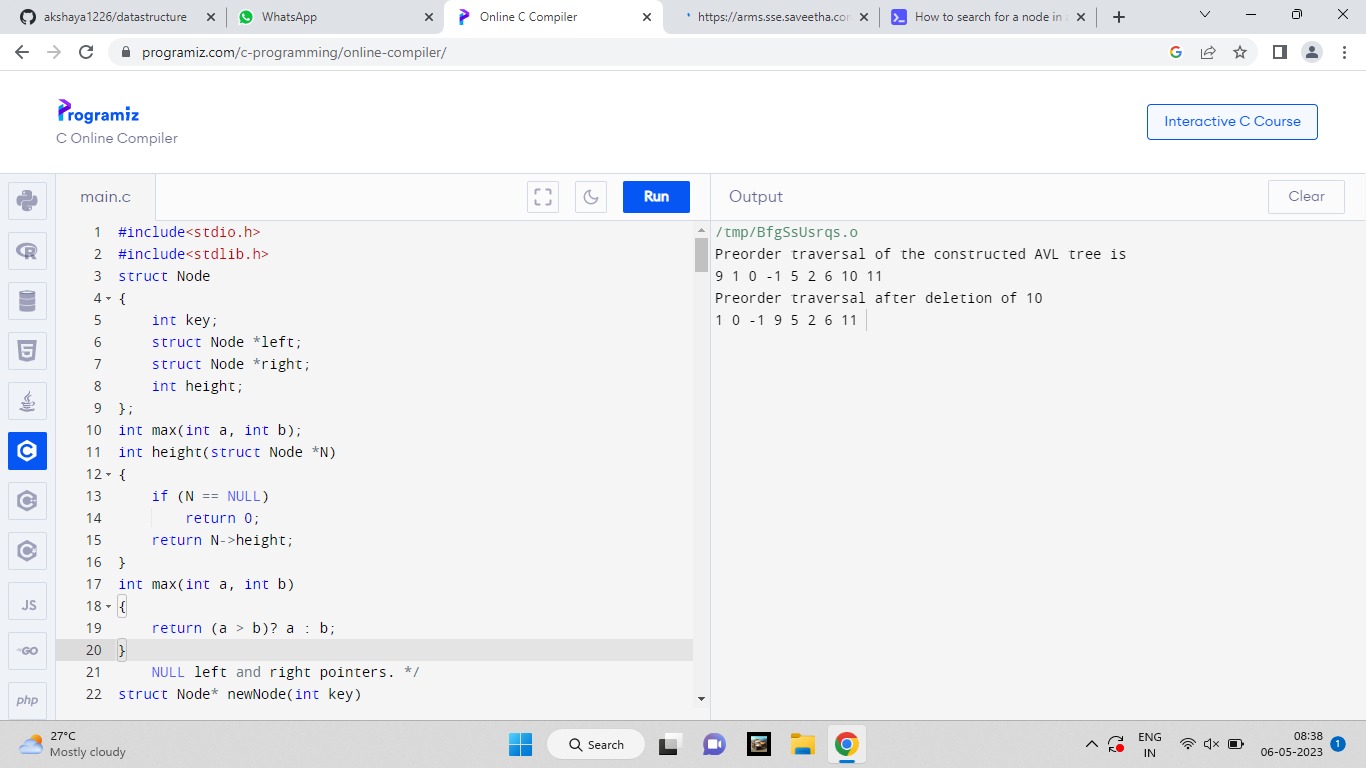 akshaya1226/datastructure
WhatsApp
Online C Compiler
https://arms.sse.saveetha.cor
How to search for a node in a
programiz.com/c-programming/online-compiler/
Programiz
C Online Compiler
Interactive C Course
main.c
Run
Output
Clear
1 #include<stdio.h>
2 #include<stdlib.h>
3 struct Node
4 {
5 int key;
6 struct Node *left;
7 struct Node *right;
8 int height;
9 };
10 int max(int a, int b);
11 int height(struct Node *N)
12 {
13 if (N == NULL)
14 return 0;
15 return N->height;
16 }
17 int max(int a, int b)
18 {
19 return (a > b)? a : b;
20 }
21 NULL left and right pointers. */
22 struct Node* newNode(int key)
/tmp/BfgSsUsrqs.o
Preorder traversal of the constructed AVL tree is
9 1 0 -1 5 2 6 10 11
Preorder traversal after deletion of 10
1 0 -1 9 5 2 6 11
JS
GO
php
27°C
Mostly cloudy
Search
ENG
IN
08:38
06-05-2023
1